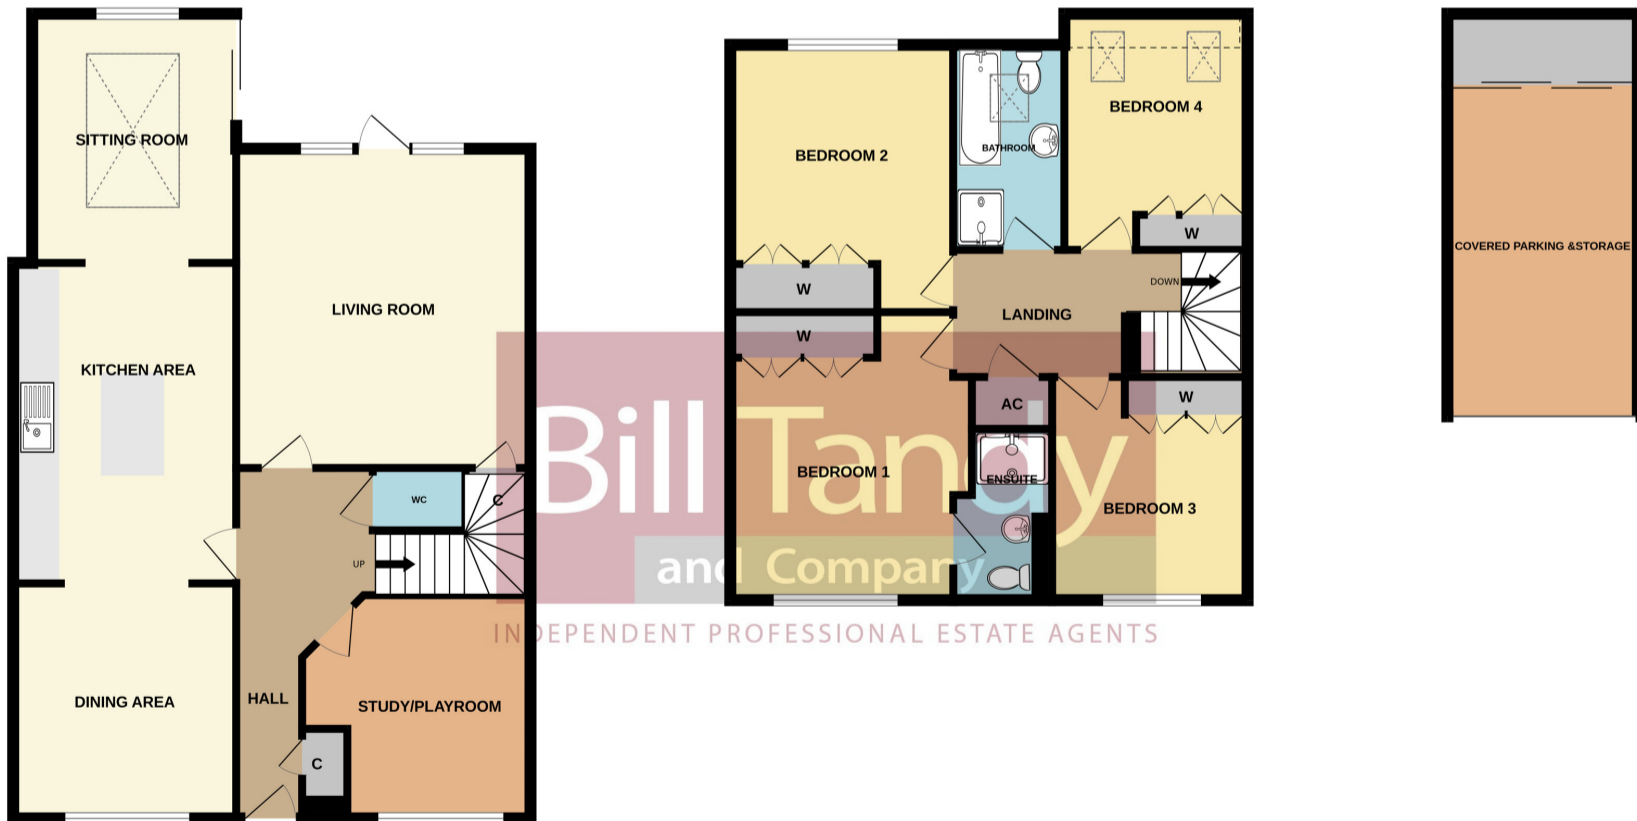 SITTING ROOM
KITCHEN AREA
LIVING ROOM
WC
C
UP
DINING AREA
HALL
STUDY/PLAYROOM
C
BEDROOM 2
BATHROOM
BEDROOM 4
W
W
DOWN
LANDING
W
AC
W
BEDROOM 1
ENSUITE
BEDROOM 3
COVERED PARKING &STORAGE
Bill Tandy
and Company
INDEPENDENT PROFESSIONAL ESTATE AGENTS